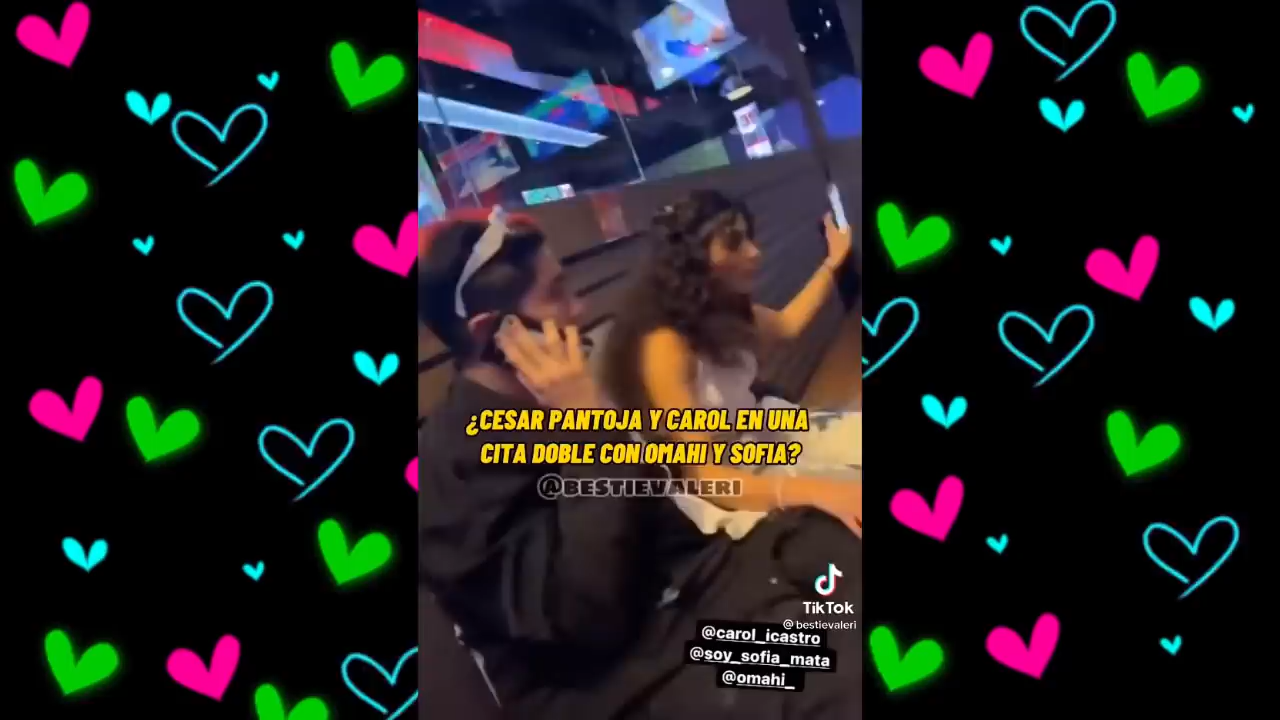 ¿CESAR PANTOJA Y CAROL EN UNA
CITA DOBLE CON OMAHI Y SOFIA?
@BESTIEVALERI
TikTok
@bestievaleri
@carol_icastro
@soy_sofia_mata
@omahi_